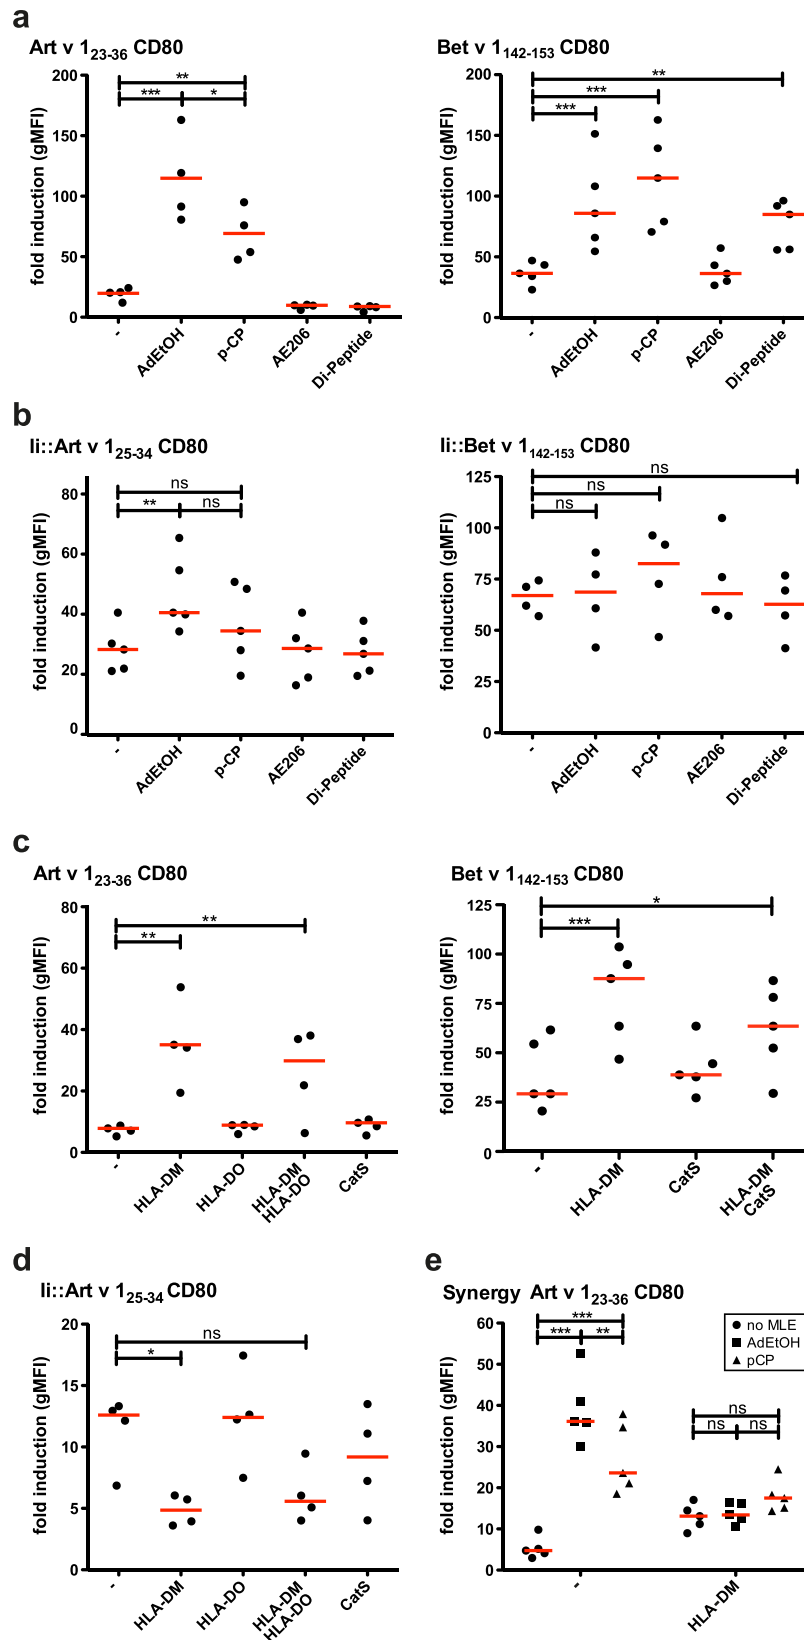 a
Art v 1₂₃₋₃₆ CD80
Bet v 1₁₄₂₋₁₅₃ CD80
fold induction (gMFI)
200
150
100
50
0
**
***
*
-
AdEtOH
p-CP
AE206
Di-Peptide
fold induction (gMFI)
200
150
100
50
0
**
***
***
-
AdEtOH
p-CP
AE206
Di-Peptide
b
Ii::Art v 1₂₅₋₃₄ CD80
Ii::Bet v 1₁₄₂₋₁₅₃ CD80
fold induction (gMFI)
80
60
40
20
0
ns
**
ns
-
AdEtOH
p-CP
AE206
Di-Peptide
fold induction (gMFI)
125
100
75
50
25
0
ns
ns
ns
-
AdEtOH
p-CP
AE206
Di-Peptide
c
Art v 1₂₃₋₃₆ CD80
Bet v 1₁₄₂₋₁₅₃ CD80
fold induction (gMFI)
80
60
40
20
0
**
**
-
HLA-DM
HLA-DO
HLA-DM
HLA-DO
CatS
fold induction (gMFI)
125
100
75
50
25
0
*
***
-
HLA-DM
CatS
HLA-DM
CatS
d
Ii::Art v 1₂₅₋₃₄ CD80
fold induction (gMFI)
20
15
10
5
0
ns
*
-
HLA-DM
HLA-DO
HLA-DM
HLA-DO
CatS
e
Synergy Art v 1₂₃₋₃₆ CD80
fold induction (gMFI)
60
50
40
30
20
10
0
***
***
**
ns
ns
ns
no MLE
AdEtOH
pCP
-
HLA-DM